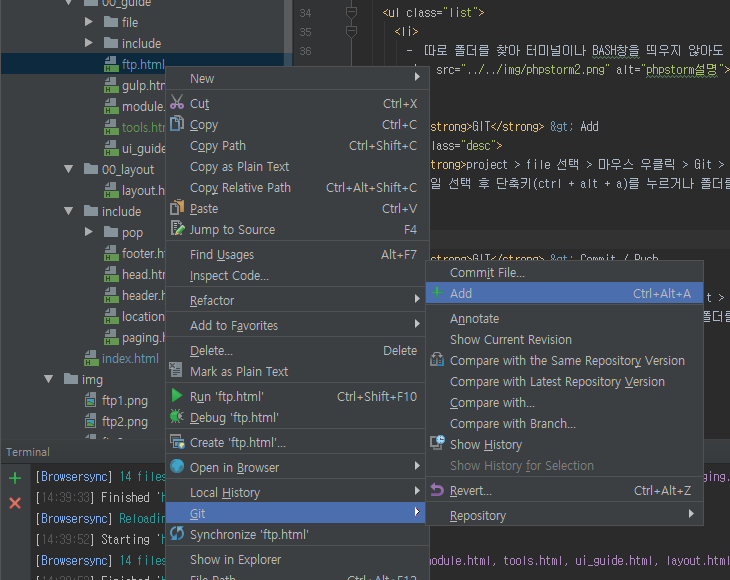 00_guide
file
include
ftp.html
gulp.htm
module.
tools.htm
ui_guide
00_layout
layout.h
include
pop
footer.ht
head.htm
header.h
location
paging.h
index.html
img
ftp1.png
ftp2.png
34
35
36
<ul class="list">
<li>
- 따로 폴더를 찾아 터미널이나 BASH창을 띄우지 않아도
src="../../img/phpstorm2.png" alt="phpstorm설명">
strong>GIT</strong> &gt; Add
lass="desc">
strong>project > file 선택 > 마우스 우클릭 > Git >
일 선택 후 단축키(ctrl + alt + a)를 누르거나 폴더를
strong>GIT</strong> &gt; Commit / Push
New
Cut Ctrl+X
Copy Ctrl+C
Copy Path Ctrl+Shift+C
Copy as Plain Text
Copy Relative Path Ctrl+Alt+Shift+C
Paste Ctrl+V
Jump to Source F4
Find Usages Alt+F7
Inspect Code...
Refactor
Add to Favorites
Delete... Delete
Mark as Plain Text
Run 'ftp.html' Ctrl+Shift+F10
Debug 'ftp.html'
Create 'ftp.html'...
Open in Browser
Local History
Git
Synchronize 'ftp.html'
Show in Explorer
File Path Ctrl+Alt+F12
Commit File...
Add Ctrl+Alt+A
Annotate
Show Current Revision
Compare with the Same Repository Version
Compare with Latest Repository Version
Compare with...
Compare with Branch...
Show History
Show History for Selection
Revert... Ctrl+Alt+Z
Repository
t >
폴더를
Terminal
[Browsersync] 14 files
ging.
[14:39:33] Finished 'h
[Browsersync] Reloadin
[14:39:52] Starting 'h
[Browsersync] 14 files
module.html, tools.html, ui_guide.html, layout.html
[14:39:52] Finished 'h